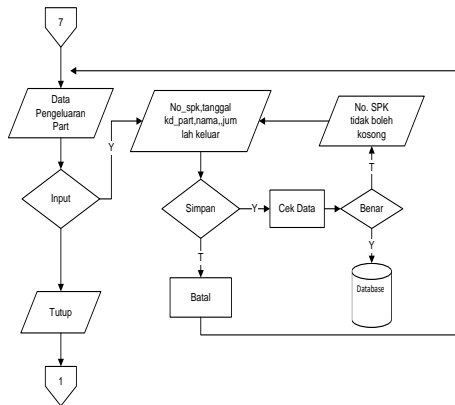 7
Data
Pengeluaran
Part
Y
Input
Tutup
1
No_spk,tanggal
kd_part,nama,,jum
lah keluar
Simpan
Y
T
Batal
Cek Data
Benar
T
Y
No. SPK
tidak boleh
kosong
Database